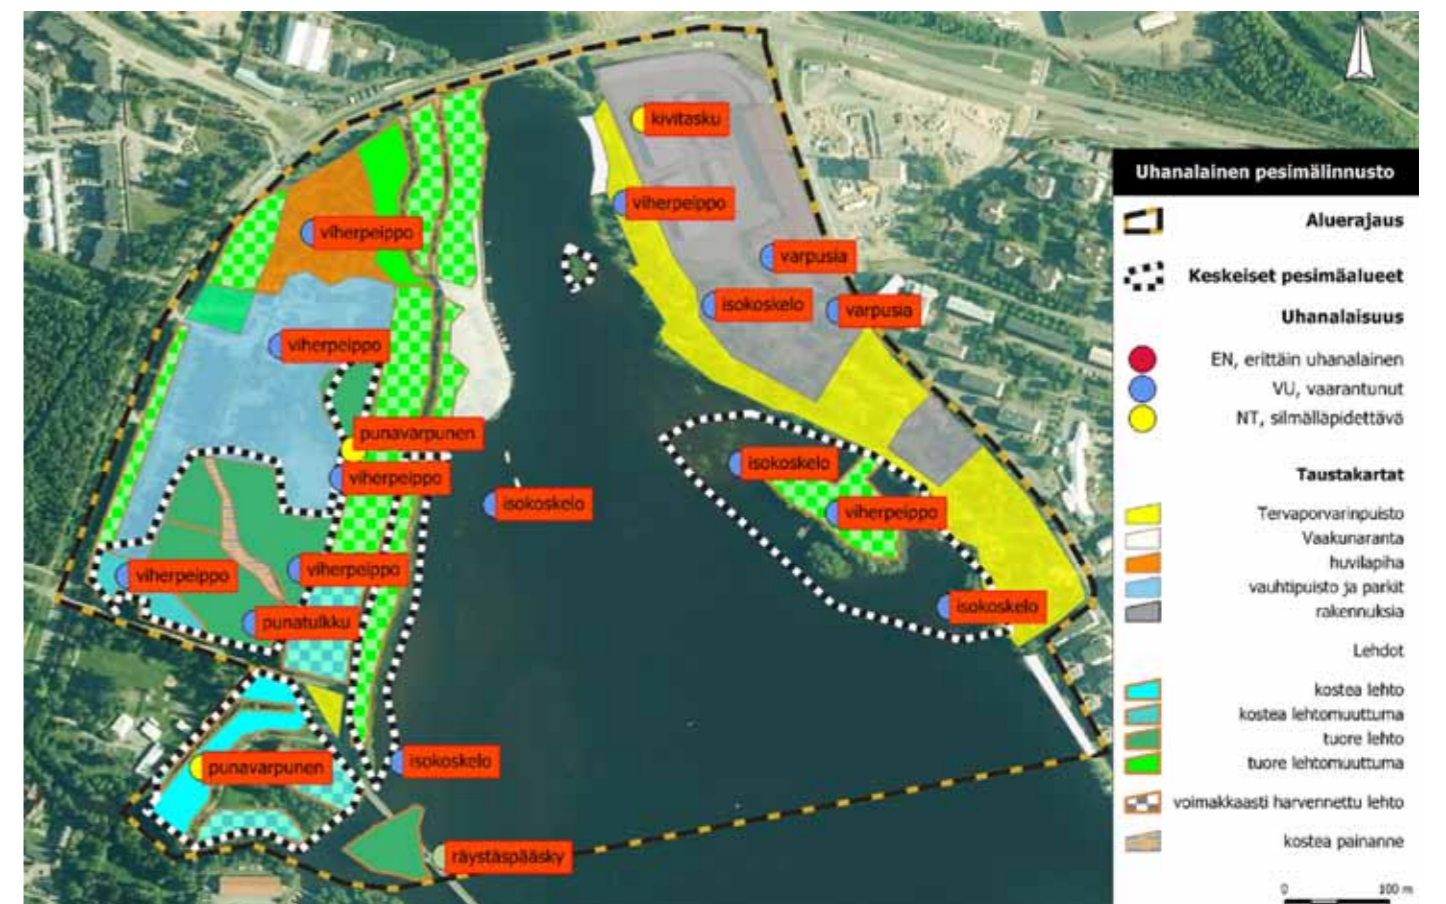 kivitasku
viherpeippo
viherpeippo
varpusia
isokoskelo
varpusia
viherpeippo
punavarpunen
isokoskelo
viherpeippo
isokoskelo
viherpeippo
viherpeippo
viherpeippo
isokoskelo
punatulkku
isokoskelo
punavarpunen
räystäspääsky
Uhanalainen pesimälinnusto
Aluerajaus
Keskeiset pesimäalueet
Uhanalaisuus
EN, erittäin uhanalainen
VU, vaarantunut
NT, silmälläpidettävä
Taustakartat
Tervaporvarinpuisto
Vaakunaranta
huvilapiha
vauhtipuisto ja parkit
rakennuksia
Lehdot
kostea lehto
kostea lehtomuuttuma
tuore lehto
tuore lehtomuuttuma
voimakkaasti harvennettu lehto
kostea painanne
0 100 m